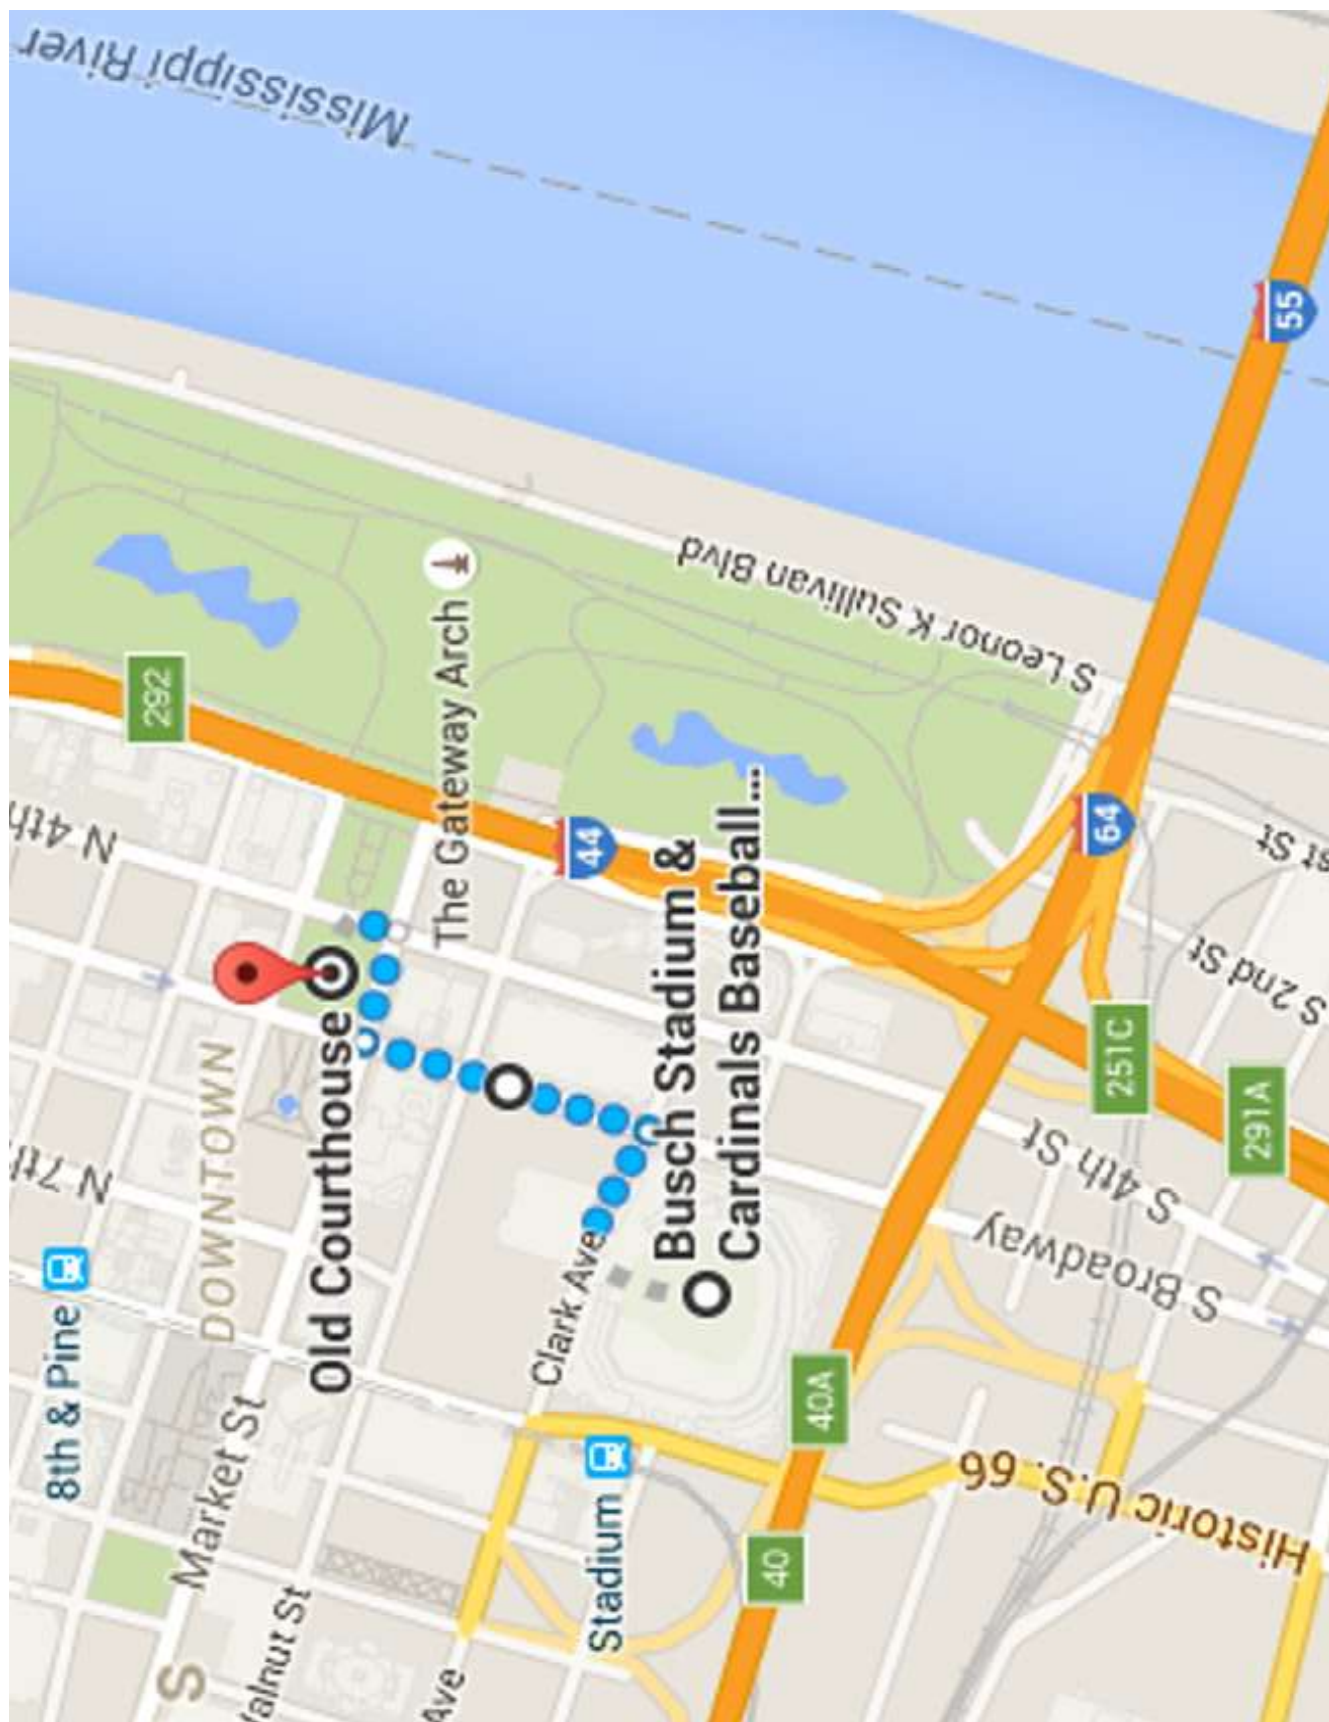 Mississippi River
55
S Leonor K Sullivan Blvd
292
The Gateway Arch
N 4th
44
64
st St
S 2nd St
Busch Stadium &
Cardinals Baseball...
Old Courthouse
DOWNTOWN
N 7th
251C
291A
S 4th St
S Broadway
8th & Pine
Clark Ave
Market St
40A
Stadium
40
Historic U.S. 66
S
alnut St
Ave